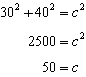 30² + 40² = c²
2500 = c²
50 = c